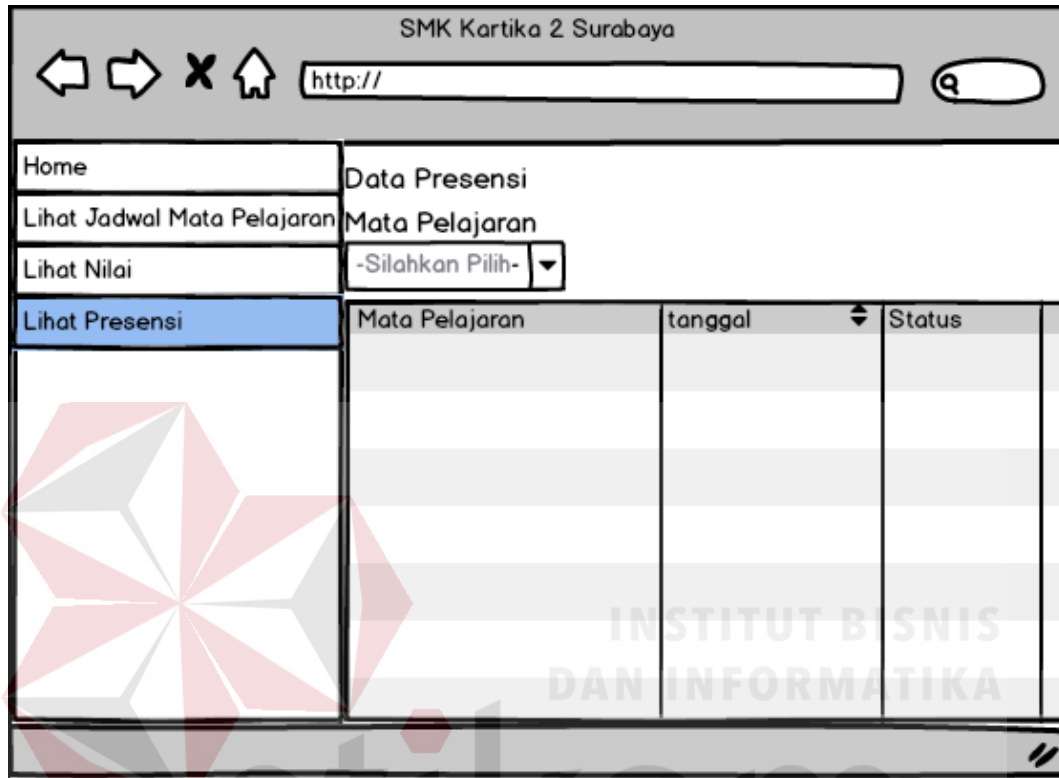 SMK Kartika 2 Surabaya
http://
Home
Lihat Jadwal Mata Pelajaran
Lihat Nilai
Lihat Presensi
Data Presensi
Mata Pelajaran
-Silahkan Pilih-
Mata Pelajaran tanggal Status
INSTITUT BISNIS
DAN INFORMATIKA